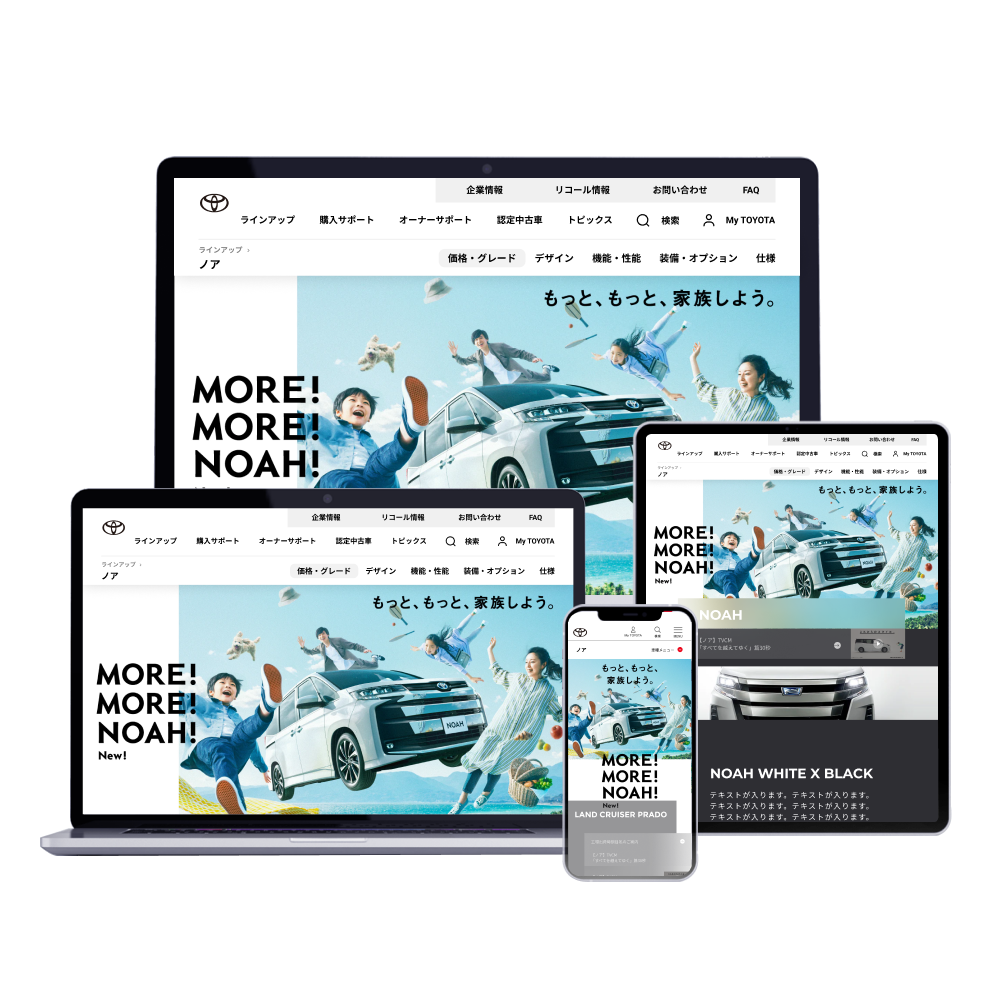 企業情報 リコール情報 お問い合わせ FAQ
ラインアップ 購入サポート オーナーサポート 認定中古車 トピックス 検索 My TOYOTA
ラインアップ ›
ノア
価格・グレード デザイン 機能・性能 装備・オプション 仕様
もっと、もっと、家族しよう。
MORE!
MORE!
NOAH!
企業情報 リコール情報 お問い合わせ FAQ
ラインアップ 購入サポート オーナーサポート 認定中古車 トピックス 検索 My TOYOTA
ラインアップ ›
ノア
価格・グレード デザイン 機能・性能 装備・オプション 仕様
もっと、もっと、家族しよう。
MORE!
MORE!
NOAH!
New!
NOAH
NOAH
【ノア】TVCM
「すべてを越えてゆく」篇30秒
NOAH WHITE X BLACK
テキストが入ります。テキストが入ります。
テキストが入ります。テキストが入ります。
テキストが入ります。テキストが入ります。
企業情報 リコール情報 お問い合わせ FAQ
ラインアップ 購入サポート オーナーサポート 認定中古車 トピックス 検索 My TOYOTA
ラインアップ ›
ノア
価格・グレード デザイン 機能・性能 装備・オプション 仕様
もっと、もっと、家族しよう。
MORE!
MORE!
NOAH!
New!
NOAH
My TOYOTA 検索 MENU
ノア
もっと、もっと、
家族しよう。
MORE!
MORE!
NOAH!
New!
LAND CRUISER PRADO
【ノア】TVCM
「すべてを越えてゆく」篇30秒